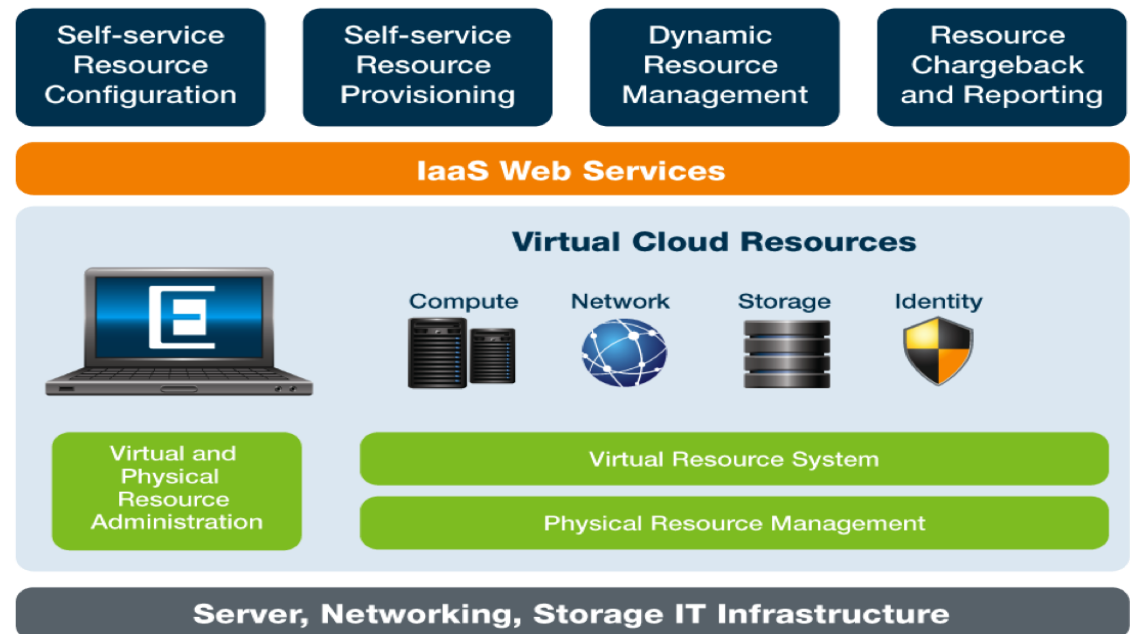 Self-service
Resource
Configuration
Self-service
Resource
Provisioning
Dynamic
Resource
Management
Resource
Chargeback
and Reporting
IaaS Web Services
Virtual Cloud Resources
Compute
Network
Storage
Identity
E
Virtual and
Physical
Resource
Administration
Virtual Resource System
Physical Resource Management
Server, Networking, Storage IT Infrastructure